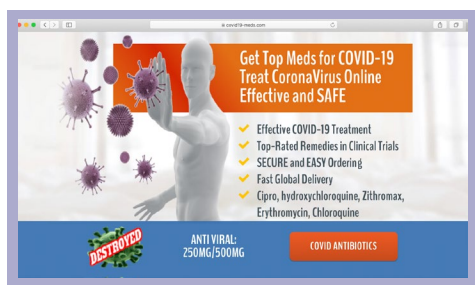 covid19-meds.com
Get Top Meds for COVID-19
Treat CoronaVirus Online
Effective and SAFE
Effective COVID-19 Treatment
Top-Rated Remedies in Clinical Trials
SECURE and EASY Ordering
Fast Global Delivery
Cipro, hydroxychloroquine, Zithromax,
Erythromycin, Chloroquine
DESTROYED
ANTI VIRAL:
250MG/500MG
COVID ANTIBIOTICS